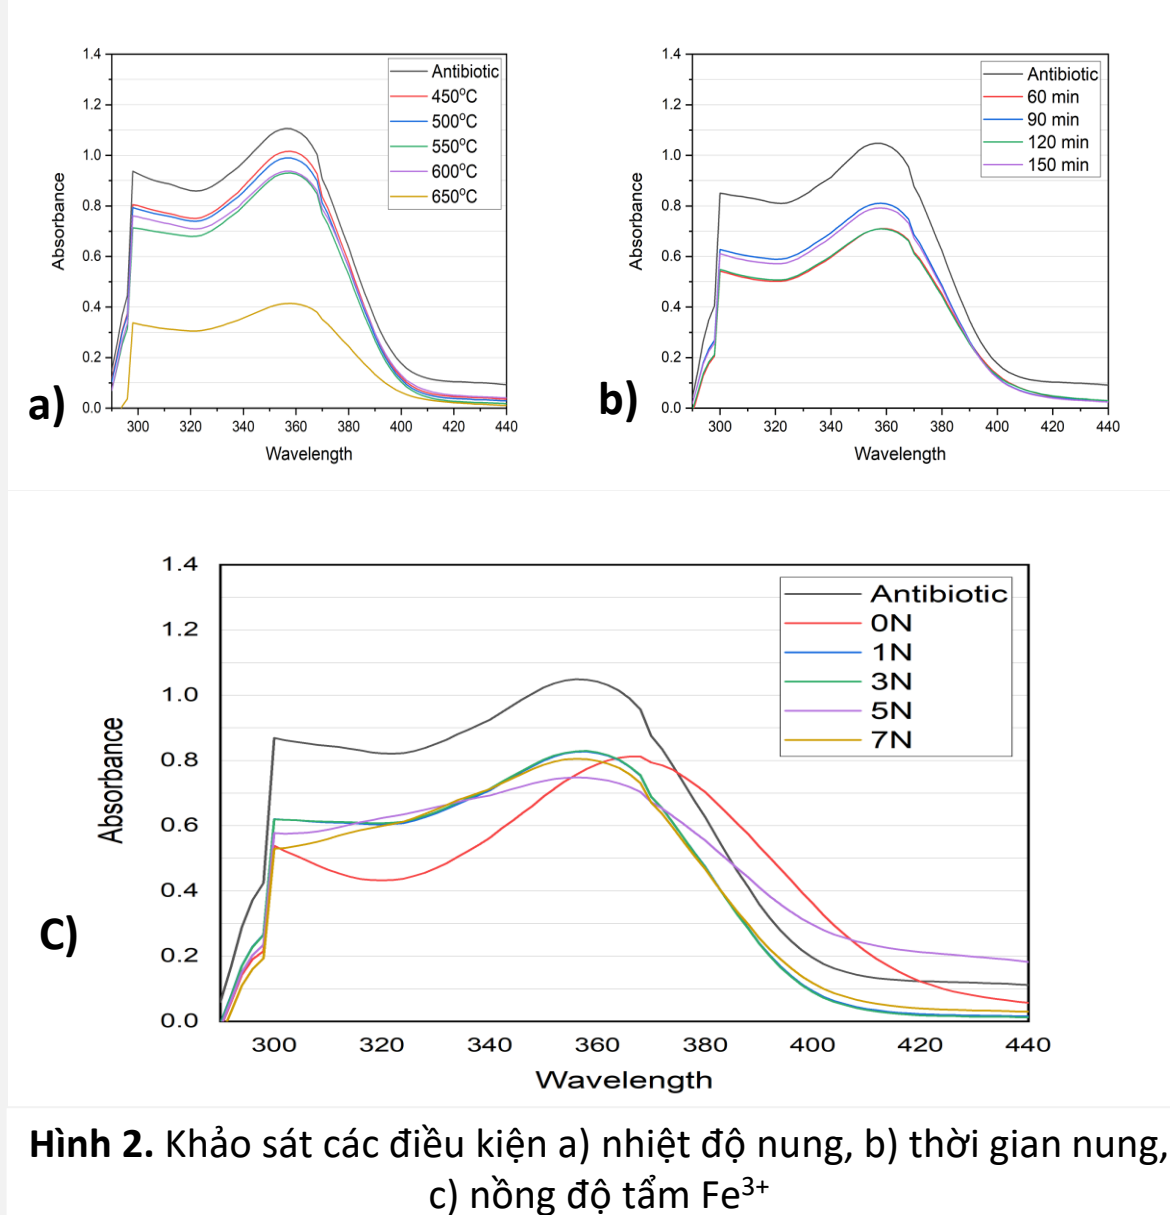 1.4
1.2
1.0
0.8
0.6
0.4
0.2
0.0
Absorbance
300 320 340 360 380 400 420 440
Wavelength
Antibiotic
450°C
500°C
550°C
600°C
650°C
a)
1.4
1.2
1.0
0.8
0.6
0.4
0.2
0.0
Absorbance
300 320 340 360 380 400 420 440
Wavelength
Antibiotic
60 min
90 min
120 min
150 min
b)
1.4
1.2
1.0
0.8
0.6
0.4
0.2
0.0
Absorbance
300 320 340 360 380 400 420 440
Wavelength
Antibiotic
0N
1N
3N
5N
7N
C)
Hình 2. Khảo sát các điều kiện a) nhiệt độ nung, b) thời gian nung,
c) nồng độ tẩm Fe³⁺